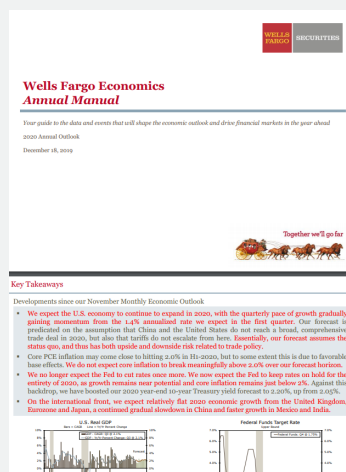 WELLS
FARGO
SECURITIES
Wells Fargo Economics
Annual Manual
Your guide to the data and events that will shape the economic outlook and drive financial markets in the year ahead
2020 Annual Outlook
December 18, 2019
Together we'll go far
Key Takeaways
Developments since our November Monthly Economic Outlook
We expect the U.S. economy to continue to expand in 2020, with the quarterly pace of growth gradually
gaining momentum from the 1.4% annualized rate we expect in the first quarter. Our forecast is
predicated on the assumption that China and the United States do not reach a broad, comprehensive
trade deal in 2020, but also that tariffs do not escalate from here. Essentially, our forecast assumes the
status quo, and thus has both upside and downside risk related to trade policy.
Core PCE inflation may come close to hitting 2.0% in H1-2020, but to some extent this is due to favorable
base effects. We do not expect core inflation to break meaningfully above 2.0% over our forecast horizon.
We no longer expect the Fed to cut rates once more. We now expect the Fed to keep rates on hold for the
entirety of 2020, as growth remains near potential and core inflation remains just below 2%. Against this
backdrop, we have boosted our 2020 year-end 10-year Treasury yield forecast to 2.20%, up from 2.05%.
On the international front, we expect relatively flat 2020 economic growth from the United Kingdom,
Eurozone and Japan, a continued gradual slowdown in China and faster growth in Mexico and India.
U.S. Real GDP
Federal Funds Target Rate